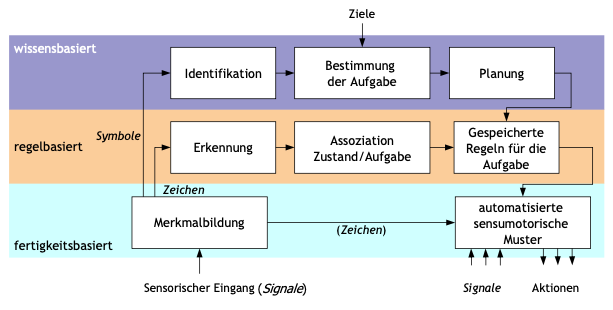 Ziele
wissensbasiert
Identifikation
Bestimmung
der Aufgabe
Planung
Symbole
regelbasiert
Erkennung
Assoziation
Zustand/Aufgabe
Gespeicherte
Regeln für die
Aufgabe
Zeichen
Merkmalbildung
(Zeichen)
automatisierte
sensumotorische
Muster
fertigkeitsbasiert
Sensorischer Eingang (Signale)
Signale
Aktionen